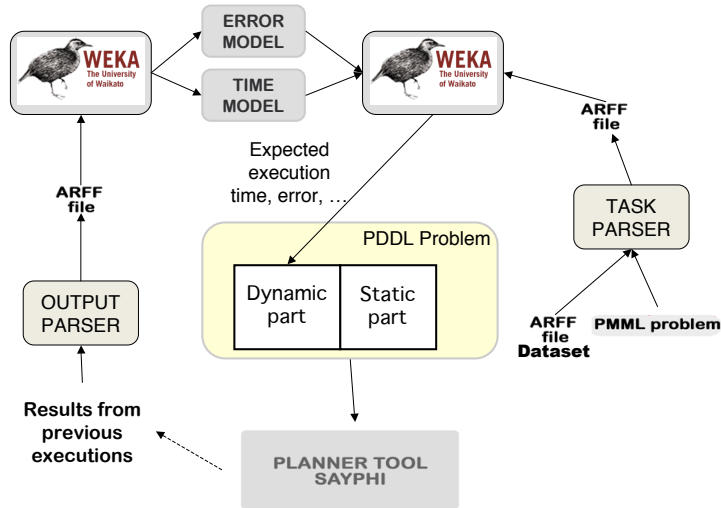 ERROR
MODEL
WEKA
The University
of Waikato
TIME
MODEL
WEKA
The University
of Waikato
ARFF
file
Expected
execution
time, error, ...
ARFF
file
TASK
PARSER
PDDL Problem
Dynamic
part
Static
part
OUTPUT
PARSER
ARFF
file
Dataset
PMML problem
Results from
previous
executions
PLANNER TOOL
SAYPHI